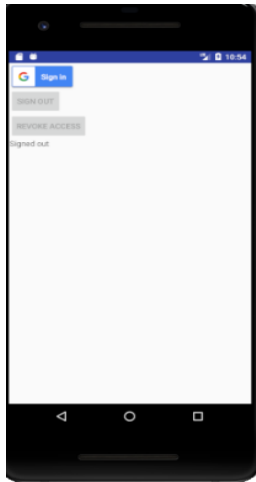 10:54
G Sign in
SIGN OUT
REVOKE ACCESS
Signed out